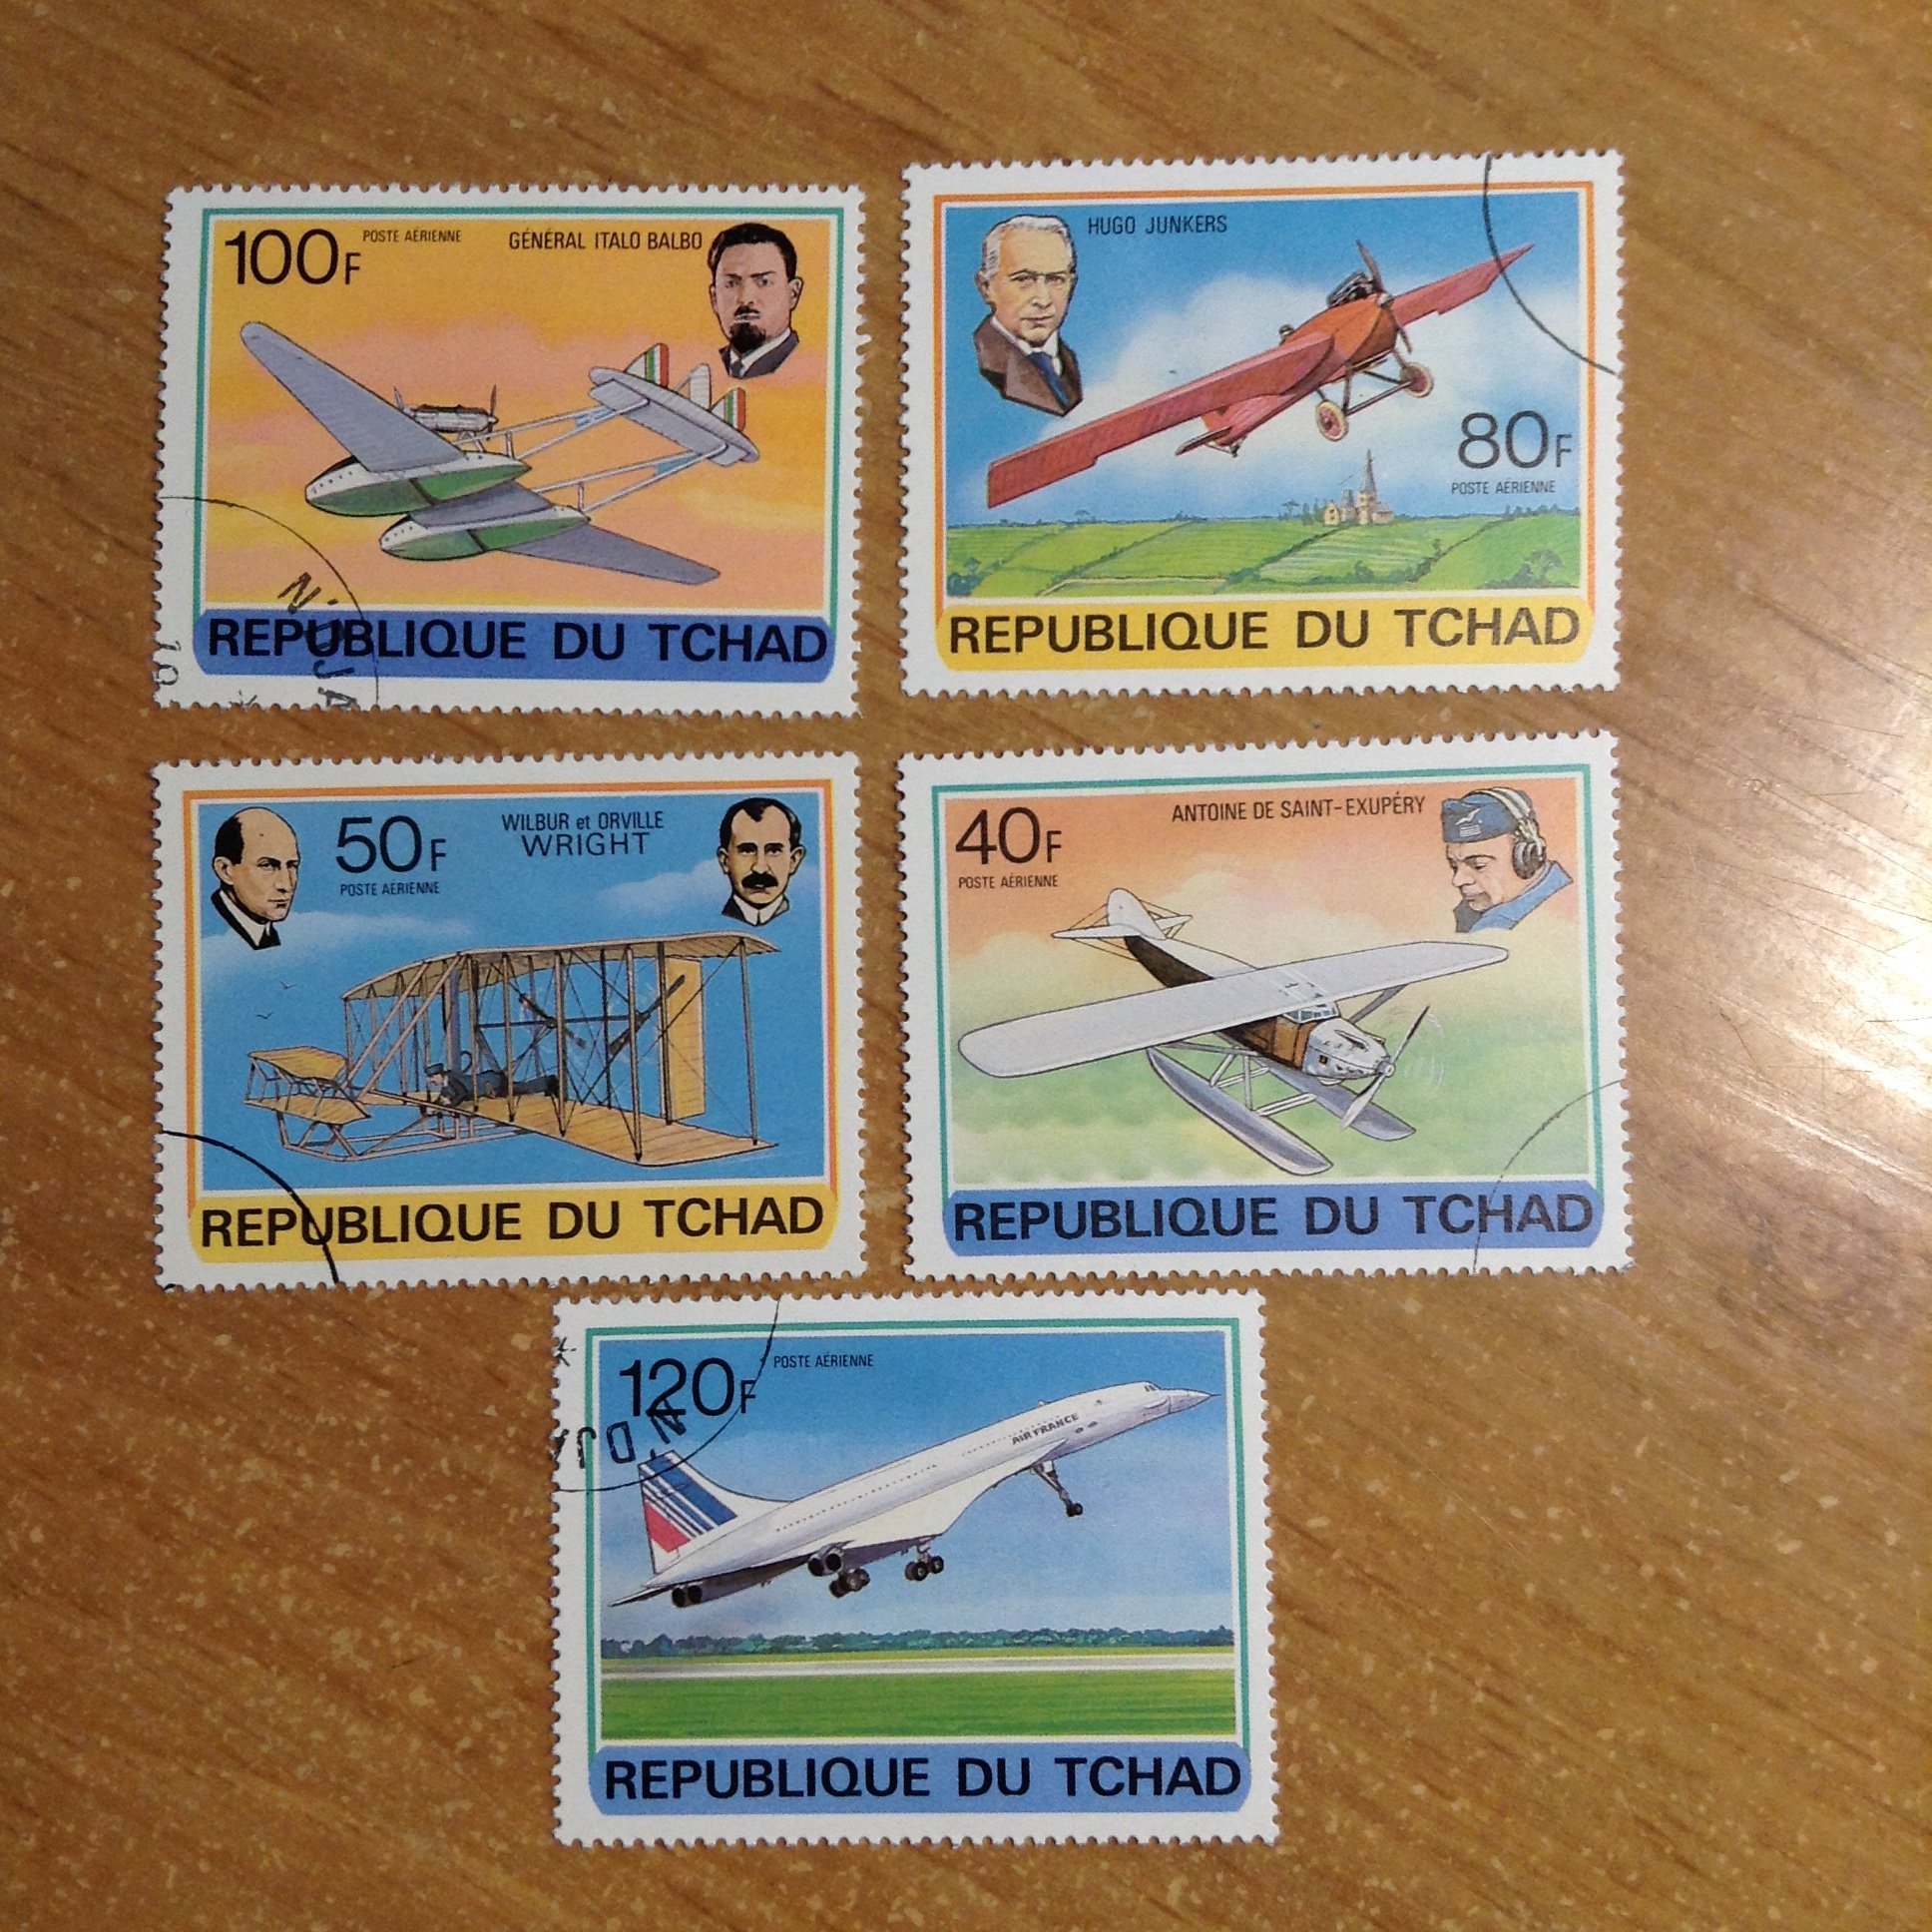 100F
POSTE AÉRIENNE
GÉNÉRAL ITALO BALBO
N'DJA
REPUBLIQUE DU TCHAD
HUGO JUNKERS
80F
POSTE AÉRIENNE
REPUBLIQUE DU TCHAD
50F
POSTE AÉRIENNE
WILBUR et ORVILLE
WRIGHT
REPUBLIQUE DU TCHAD
40F
POSTE AÉRIENNE
ANTOINE DE SAINT-EXUPÉRY
REPUBLIQUE DU TCHAD
120F
POSTE AÉRIENNE
N'DJ
AIR FRANCE
REPUBLIQUE DU TCHAD